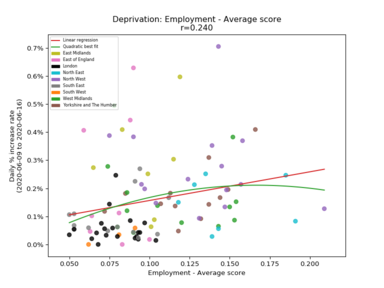 Deprivation: Employment - Average score
r=0.240
Linear regression
Quadratic best fit
East Midlands
East of England
London
North East
North West
South East
South West
West Midlands
Yorkshire and The Humber
0.7%
0.6%
0.5%
0.4%
0.3%
0.2%
0.1%
0.0%
Daily % increase rate
(2020-06-09 to 2020-06-16)
0.050
0.075
0.100
0.125
0.150
0.175
0.200
Employment - Average score